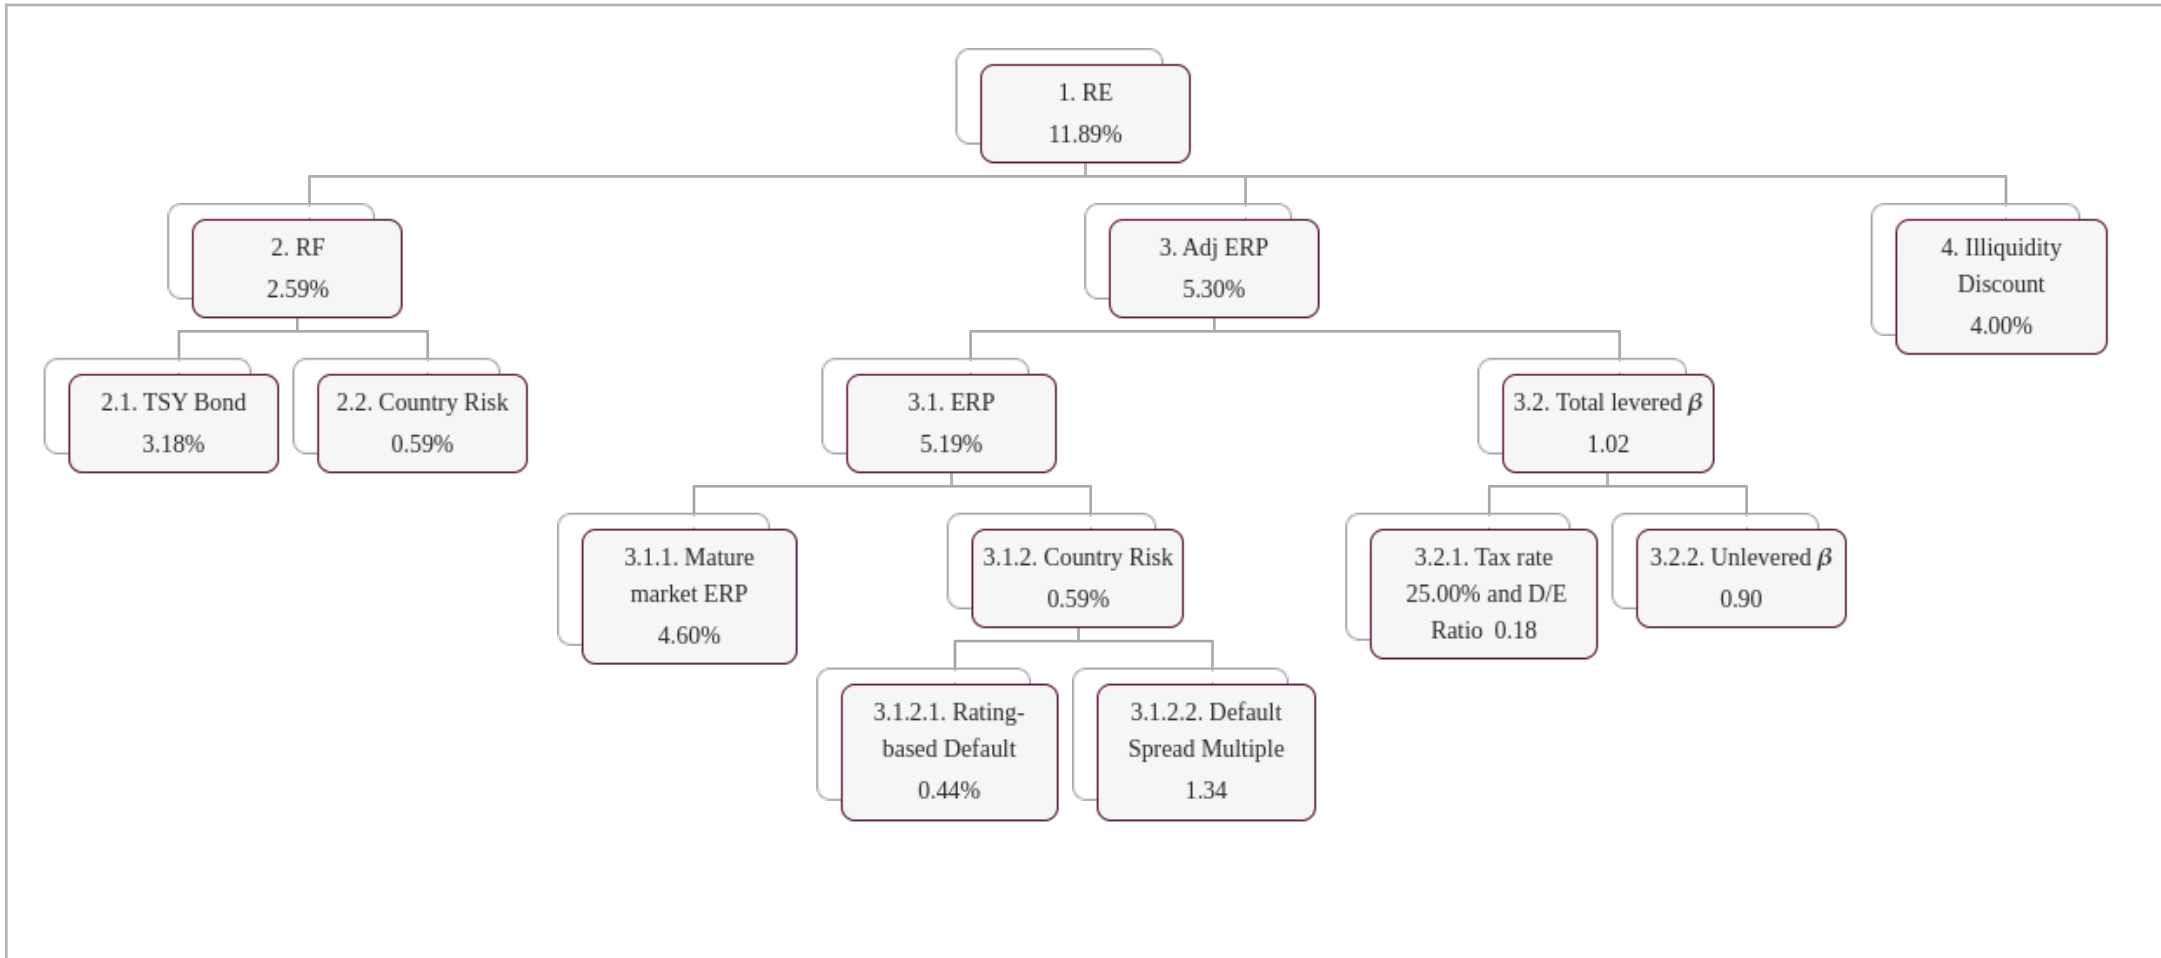 1. RE
11.89%
2. RF
2.59%
3. Adj ERP
5.30%
4. Illiquidity
Discount
4.00%
2.1. TSY Bond
3.18%
2.2. Country Risk
0.59%
3.1. ERP
5.19%
3.2. Total levered β
1.02
3.1.1. Mature
market ERP
4.60%
3.1.2. Country Risk
0.59%
3.2.1. Tax rate
25.00% and D/E
Ratio 0.18
3.2.2. Unlevered β
0.90
3.1.2.1. Rating-
based Default
0.44%
3.1.2.2. Default
Spread Multiple
1.34